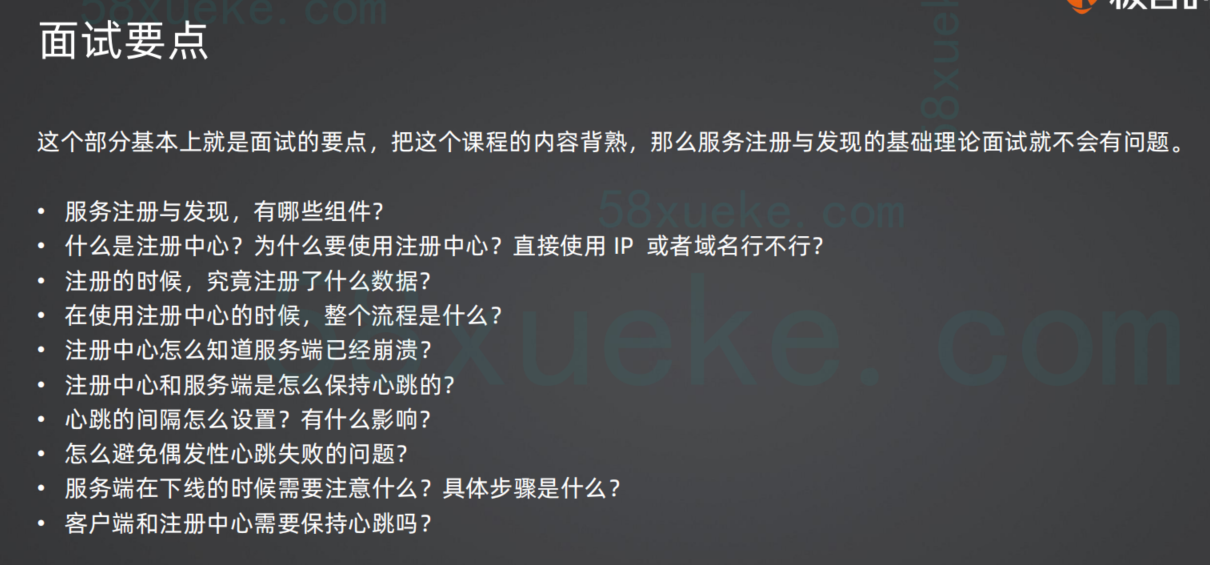 58xueke.com
面试要点
这个部分基本上就是面试的要点，把这个课程的内容背熟，那么服务注册与发现的基础理论面试就不会有问题。
58xueke.com
• 服务注册与发现，有哪些组件？
• 什么是注册中心？为什么要使用注册中心？直接使用 IP 或者域名行不行？
• 注册的时候，究竟注册了什么数据？
• 在使用注册中心的时候，整个流程是什么？
58xueke.com
• 注册中心怎么知道服务端已经崩溃？
• 注册中心和服务端是怎么保持心跳的？
• 心跳的间隔怎么设置？有什么影响？
• 怎么避免偶发性心跳失败的问题？
• 服务端在下线的时候需要注意什么？具体步骤是什么？
• 客户端和注册中心需要保持心跳吗？